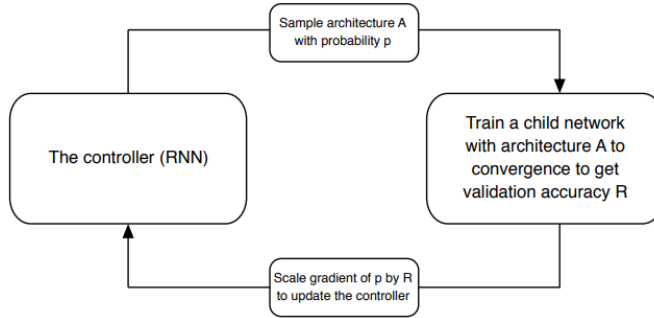 Sample architecture A
with probability p
The controller (RNN)
Train a child network
with architecture A to
convergence to get
validation accuracy R
Scale gradient of p by R
to update the controller